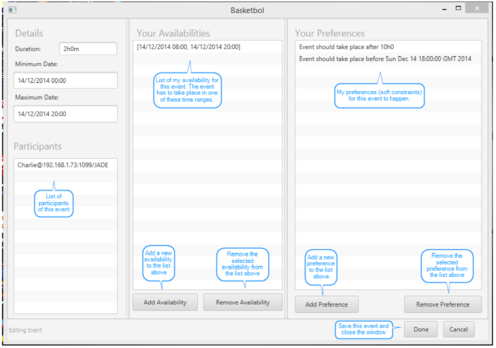 Basketbol
Details
Duration: 2h0m
Minimum Date:
14/12/2014 00:00
Maximum Date:
14/12/2014 20:00
Participants
Charlie@192.168.1.73:1099/JADE
List of
participants
of this event
Your Availabilities
[14/12/2014 08:00, 14/12/2014 20:00]
List of my availability for
this event. The event
has to take place in one
of these time ranges.
Add a new
availability
to the list
above
Remove the
selected
availability from
the list above
Add Availability
Remove Availability
Your Preferences
Event should take place after 10h0
Event should take place before Sun Dec 14 18:00:00 GMT 2014
My preferences (soft constraints)
for this event to happen
Add a new
preference
to the list
above
Remove the
selected
preference from
the list above
Add Preference
Remove Preference
Editing Event
Save this event and
close the window
Done
Cancel